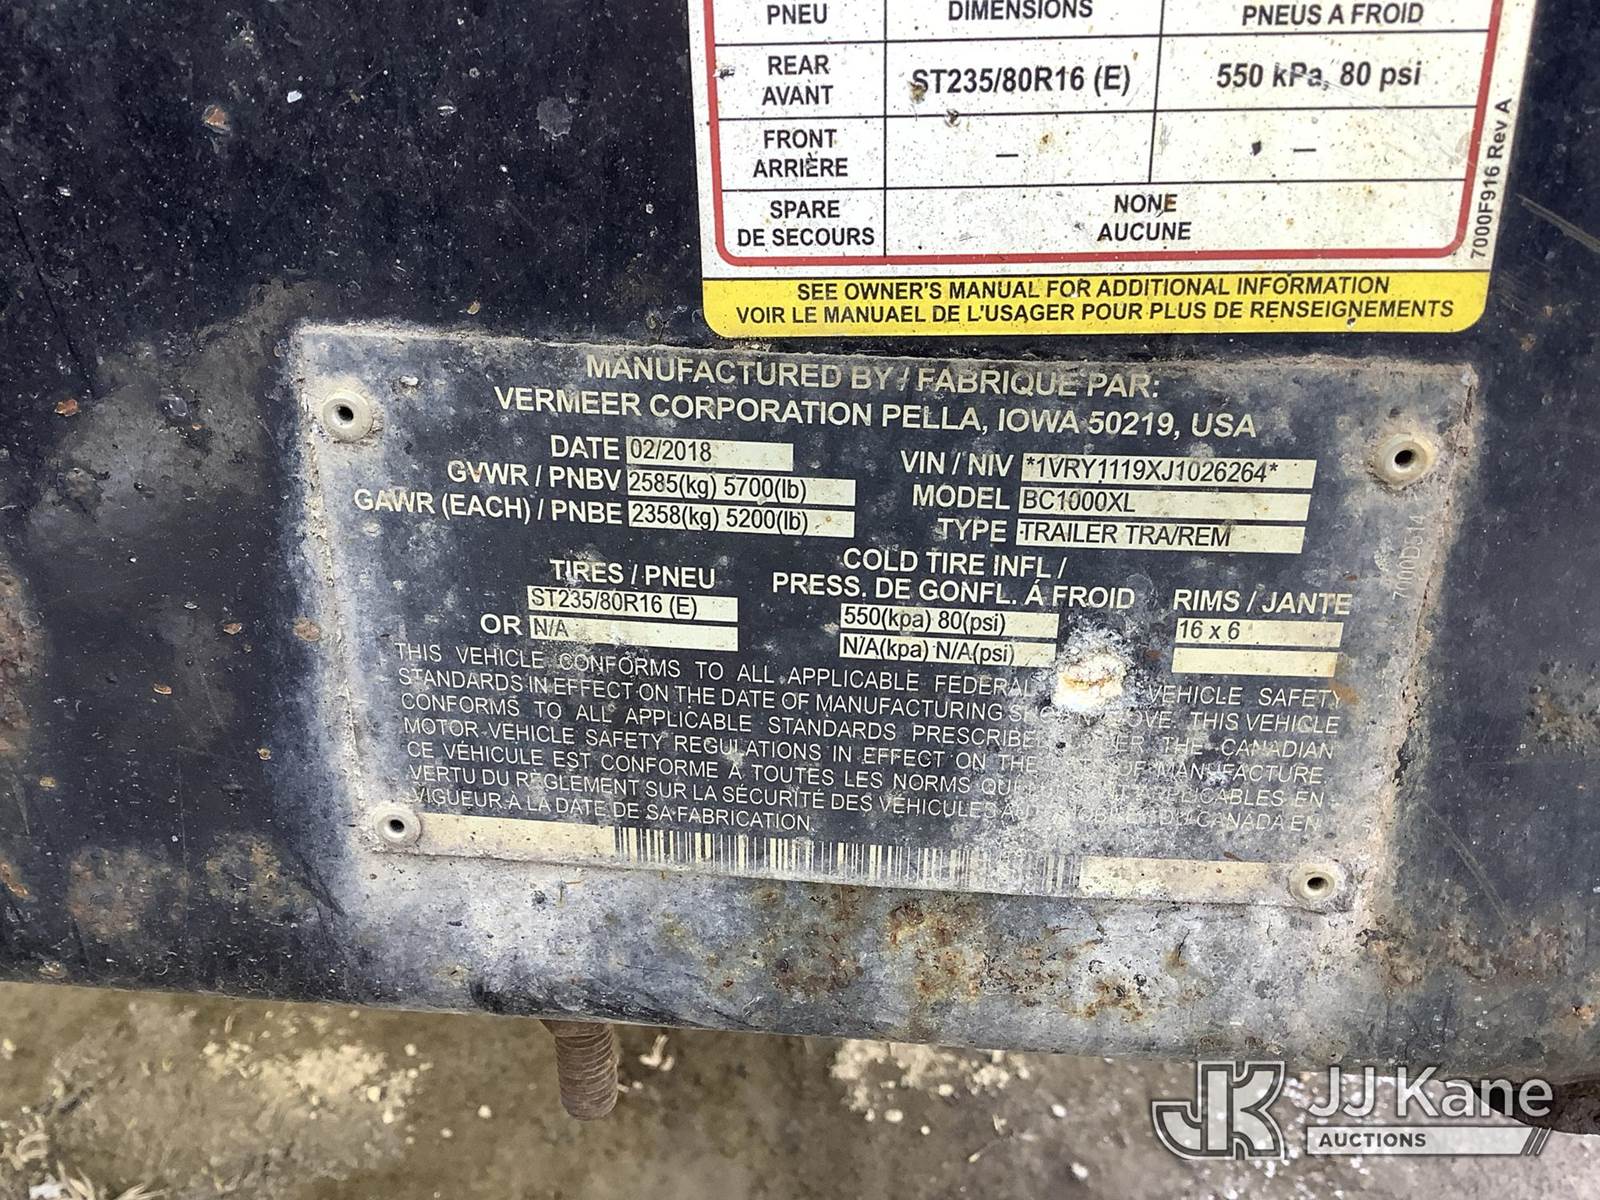 PNEU DIMENSIONS PNEUS A FROID
REAR
AVANT
ST235/80R16 (E) 550 kPa, 80 psi
FRONT
ARRIÈRE
– –
SPARE
DE SECOURS
NONE
AUCUNE
7000F916 Rev A
SEE OWNER'S MANUAL FOR ADDITIONAL INFORMATION
VOIR LE MANUAEL DE L'USAGER POUR PLUS DE RENSEIGNEMENTS
MANUFACTURED BY / FABRIQUE PAR:
VERMEER CORPORATION PELLA, IOWA 50219, USA
DATE 02/2018 VIN / NIV *1VRY1119XJ1026264*
GVWR / PNBV 2585(kg) 5700(lb) MODEL BC1000XL
GAWR (EACH) / PNBE 2358(kg) 5200(lb) TYPE TRAILER TRA/REM
7000D514
TIRES / PNEU COLD TIRE INFL /
PRESS. DE GONFL. Á FROID RIMS / JANTE
ST235/80R16 (E) 550(kpa) 80(psi) 16 x 6
OR N/A N/A(kpa) N/A(psi)
THIS VEHICLE CONFORMS TO ALL APPLICABLE FEDERAL VEHICLE SAFETY
STANDARDS IN EFFECT ON THE DATE OF MANUFACTURING THIS VEHICLE
CONFORMS TO ALL APPLICABLE STANDARDS THE CANADIAN
MOTOR VEHICLE SAFETY REGULATIONS IN EFFECT ON THE OF MANUFACTURE.
CE VÉHICULE EST CONFORME À TOUTES LES NORMS EN
VERTU DU RÈGLEMENT SUR LA SÉCURITÉ DES VÉHICULES DU CANADA EN
VIGUEUR À LA DATE DE SA FABRICATION.
JK JJ Kane
AUCTIONS